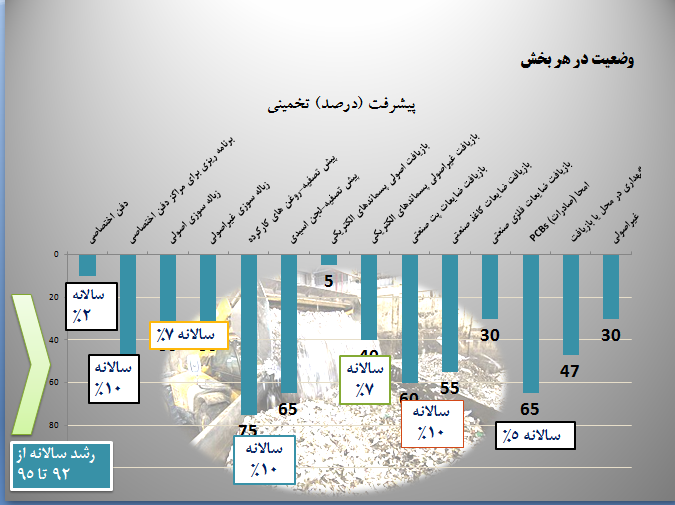 وضعیت در هر بخش
پیشرفت (درصد) تخمینی
دفن اختصاصی
برنامه ریزی برای مراکز دفن اختصاصی
زباله سوزی اصولی
زباله سوزی غیراصولی
پیش تصفیه-روغن های کارکرده
پیش تصفیه-لجن اسیدی
بازیافت اصولی پسماندهای الکتریکی
بازیافت غیراصولی پسماندهای الکتریکی
بازیافت ضایعات پت صنعتی
بازیافت ضایعات کاغذ صنعتی
بازیافت ضایعات فلزی صنعتی
امحا (صادرات) PCBs
نگهداری در محل یا بازیافت
غیراصولی
0
20
40
60
80
5
30
30
40
47
55
60
65
65
75
سالانه
۲٪
سالانه
۱۰٪
سالانه ۷٪
سالانه
۱۰٪
سالانه
۷٪
سالانه
۱۰٪
سالانه ۵٪
رشد سالانه از
۹۲ تا ۹۵